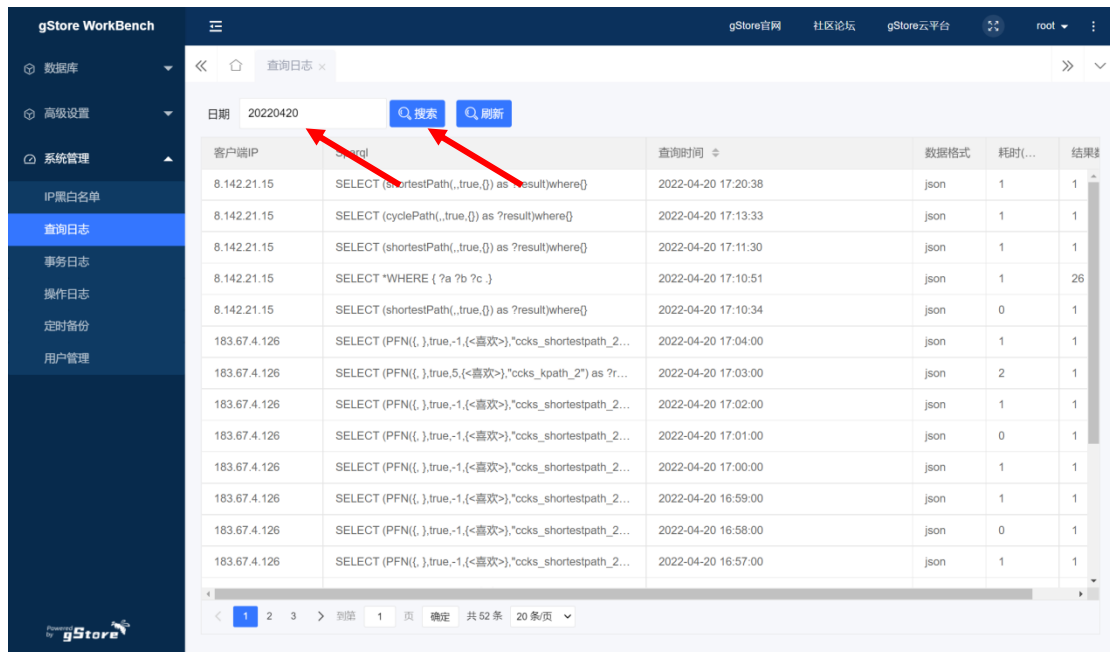 gStore WorkBench
gStore官网 社区论坛 gStore云平台 root
数据库
高级设置
系统管理
IP黑白名单
查询日志
事务日志
操作日志
定时备份
用户管理
Powered by gStore
查询日志 ×
日期 20220420 搜索 刷新
客户端IP Sparql 查询时间 数据格式 耗时(... 结果数
8.142.21.15 SELECT (shortestPath(,,true,{}) as ?result)where{} 2022-04-20 17:20:38 json 1 1
8.142.21.15 SELECT (cyclePath(,,true,{}) as ?result)where{} 2022-04-20 17:13:33 json 1 1
8.142.21.15 SELECT (shortestPath(,,true,{}) as ?result)where{} 2022-04-20 17:11:30 json 1 1
8.142.21.15 SELECT *WHERE { ?a ?b ?c .} 2022-04-20 17:10:51 json 1 26
8.142.21.15 SELECT (shortestPath(,,true,{}) as ?result)where{} 2022-04-20 17:10:34 json 0 1
183.67.4.126 SELECT (PFN({, },true,-1,{<喜欢>},"ccks_shortestpath_2... 2022-04-20 17:04:00 json 1 1
183.67.4.126 SELECT (PFN({, },true,5,{<喜欢>},"ccks_kpath_2") as ?r... 2022-04-20 17:03:00 json 2 1
183.67.4.126 SELECT (PFN({, },true,-1,{<喜欢>},"ccks_shortestpath_2... 2022-04-20 17:02:00 json 1 1
183.67.4.126 SELECT (PFN({, },true,-1,{<喜欢>},"ccks_shortestpath_2... 2022-04-20 17:01:00 json 0 1
183.67.4.126 SELECT (PFN({, },true,-1,{<喜欢>},"ccks_shortestpath_2... 2022-04-20 17:00:00 json 1 1
183.67.4.126 SELECT (PFN({, },true,-1,{<喜欢>},"ccks_shortestpath_2... 2022-04-20 16:59:00 json 1 1
183.67.4.126 SELECT (PFN({, },true,-1,{<喜欢>},"ccks_shortestpath_2... 2022-04-20 16:58:00 json 0 1
183.67.4.126 SELECT (PFN({, },true,-1,{<喜欢>},"ccks_shortestpath_2... 2022-04-20 16:57:00 json 1 1
1 2 3 到第 1 页 确定 共 52 条 20 条/页